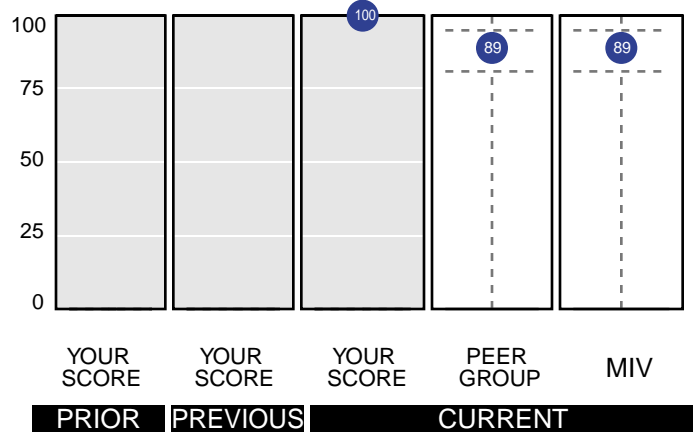 100
75
50
25
0
100
89
89
YOUR SCORE
YOUR SCORE
YOUR SCORE
PEER GROUP
MIV
PRIOR
PREVIOUS
CURRENT